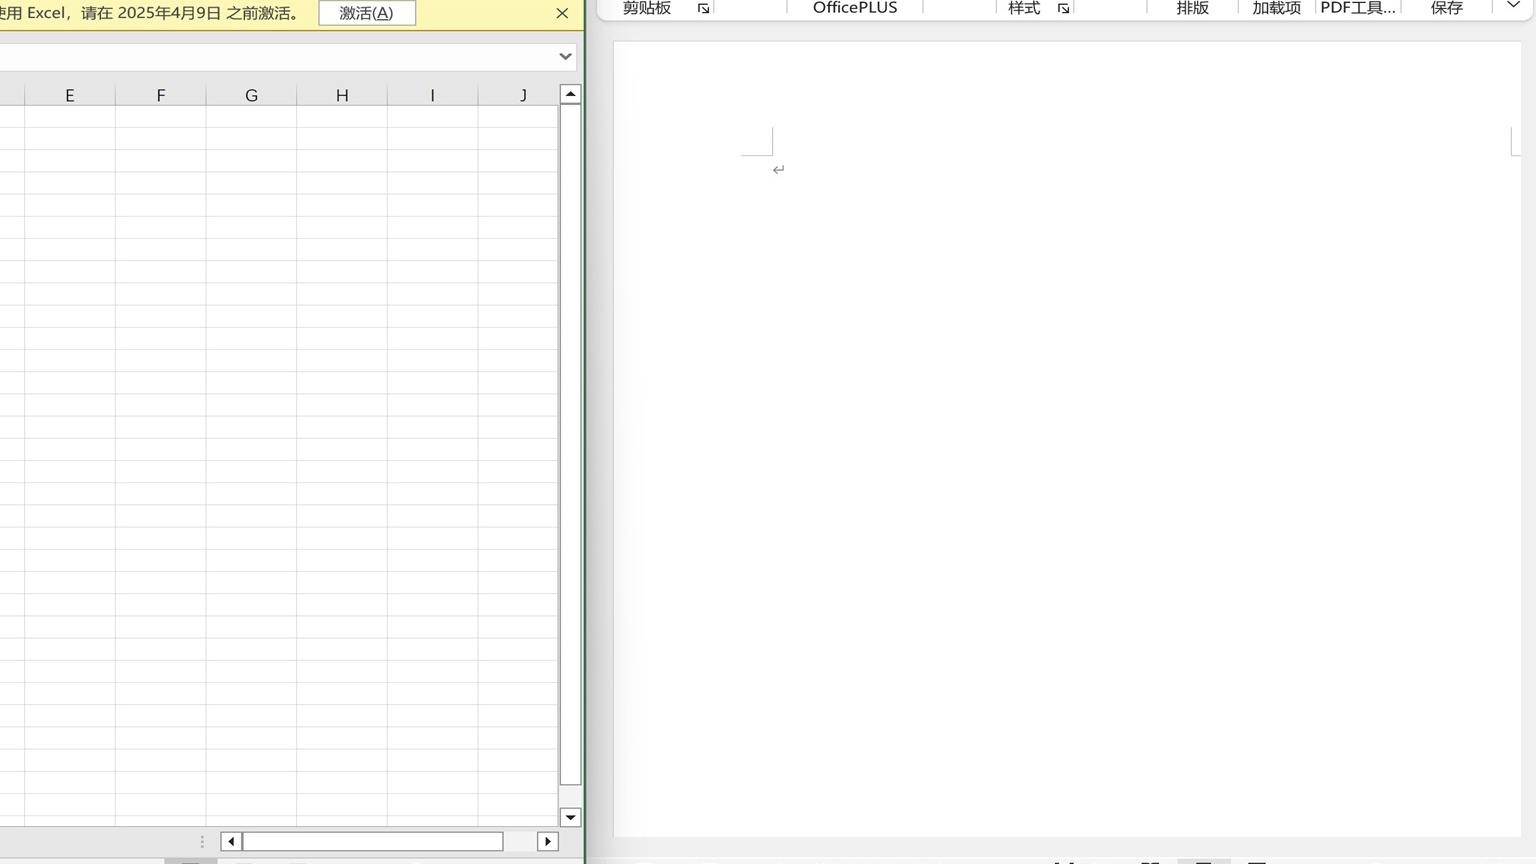 使用 Excel，请在 2025年4月9日 之前激活。 激活(A)
E F G H I J
剪贴板 OfficePLUS 样式 排版 加载项 PDF工具... 保存